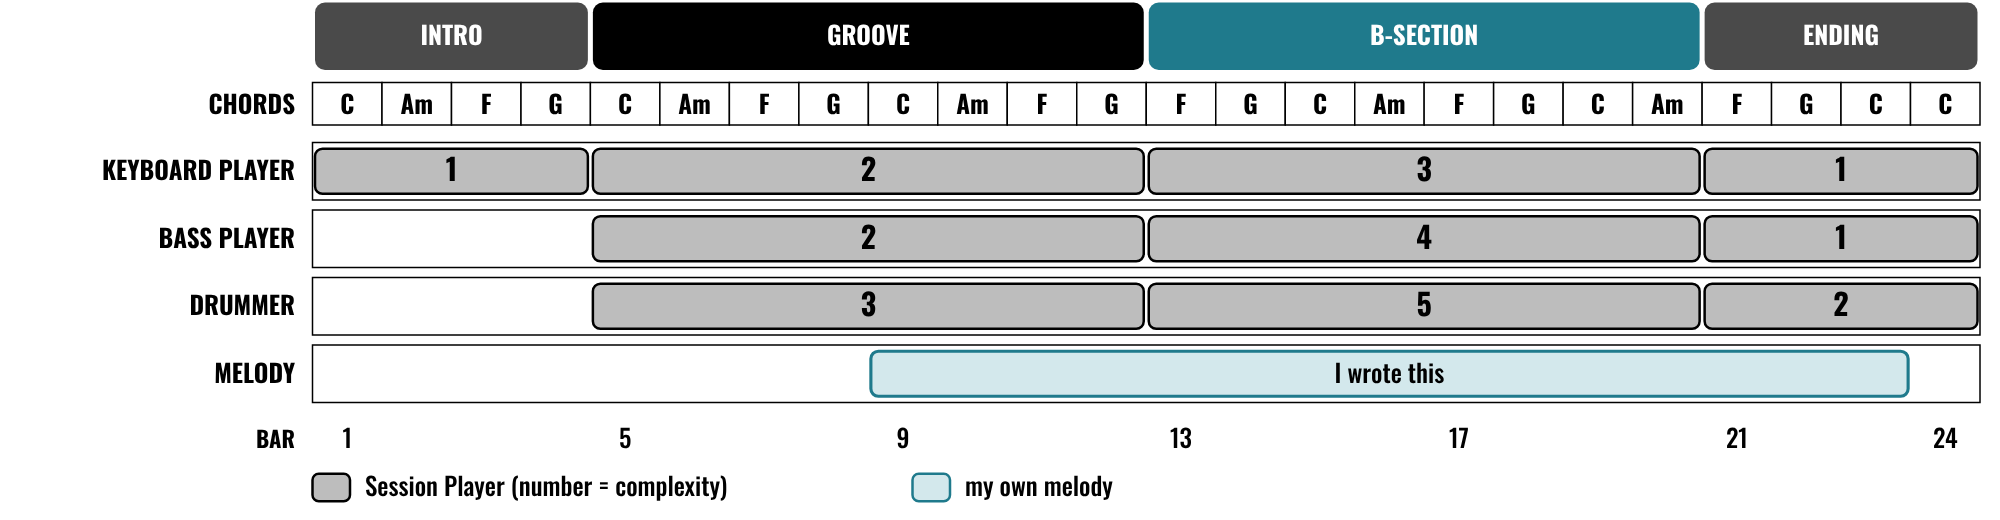 INTRO GROOVE B-SECTION ENDING
CHORDS C Am F G C Am F G C Am F G F G C Am F G C Am F G C C
KEYBOARD PLAYER 1 2 3 1
BASS PLAYER 2 4 1
DRUMMER 3 5 2
MELODY I wrote this
BAR 1 5 9 13 17 21 24
Session Player (number = complexity) my own melody